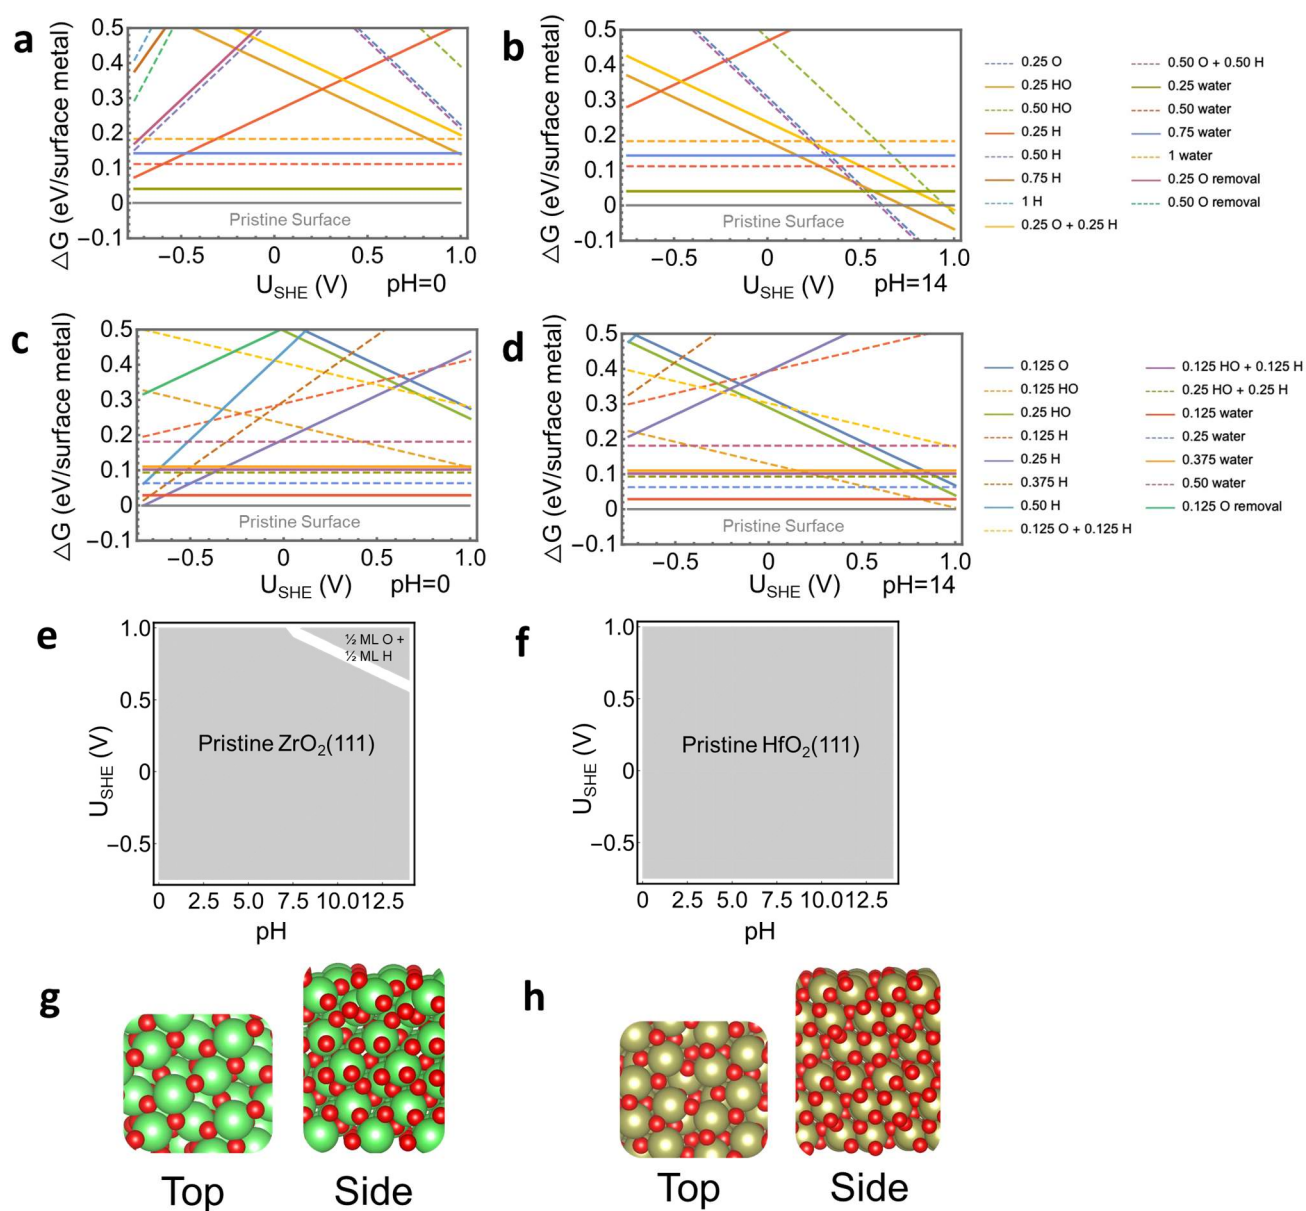 a
0.5
0.4
0.3
0.2
0.1
0
−0.1
△G (eV/surface metal)
Pristine Surface
−0.5
0
0.5
1.0
U_SHE (V)
pH=0
b
0.5
0.4
0.3
0.2
0.1
0
−0.1
△G (eV/surface metal)
Pristine Surface
−0.5
0
0.5
1.0
U_SHE (V)
pH=14
0.25 O
0.25 HO
0.50 HO
0.25 H
0.50 H
0.75 H
1 H
0.25 O + 0.25 H
0.50 O + 0.50 H
0.25 water
0.50 water
0.75 water
1 water
0.25 O removal
0.50 O removal
c
0.5
0.4
0.3
0.2
0.1
0
−0.1
△G (eV/surface metal)
Pristine Surface
−0.5
0
0.5
1.0
U_SHE (V)
pH=0
d
0.5
0.4
0.3
0.2
0.1
0
−0.1
△G (eV/surface metal)
Pristine Surface
−0.5
0
0.5
1.0
U_SHE (V)
pH=14
0.125 O
0.125 HO
0.25 HO
0.125 H
0.25 H
0.375 H
0.50 H
0.125 O + 0.125 H
0.125 HO + 0.125 H
0.25 HO + 0.25 H
0.125 water
0.25 water
0.375 water
0.50 water
0.125 O removal
e
1.0
0.5
0
−0.5
U_SHE (V)
½ ML O +
½ ML H
Pristine ZrO₂(111)
0 2.5 5.0 7.5 10.0 12.5
pH
f
1.0
0.5
0
−0.5
U_SHE (V)
Pristine HfO₂(111)
0 2.5 5.0 7.5 10.0 12.5
pH
g
Top
Side
h
Top
Side